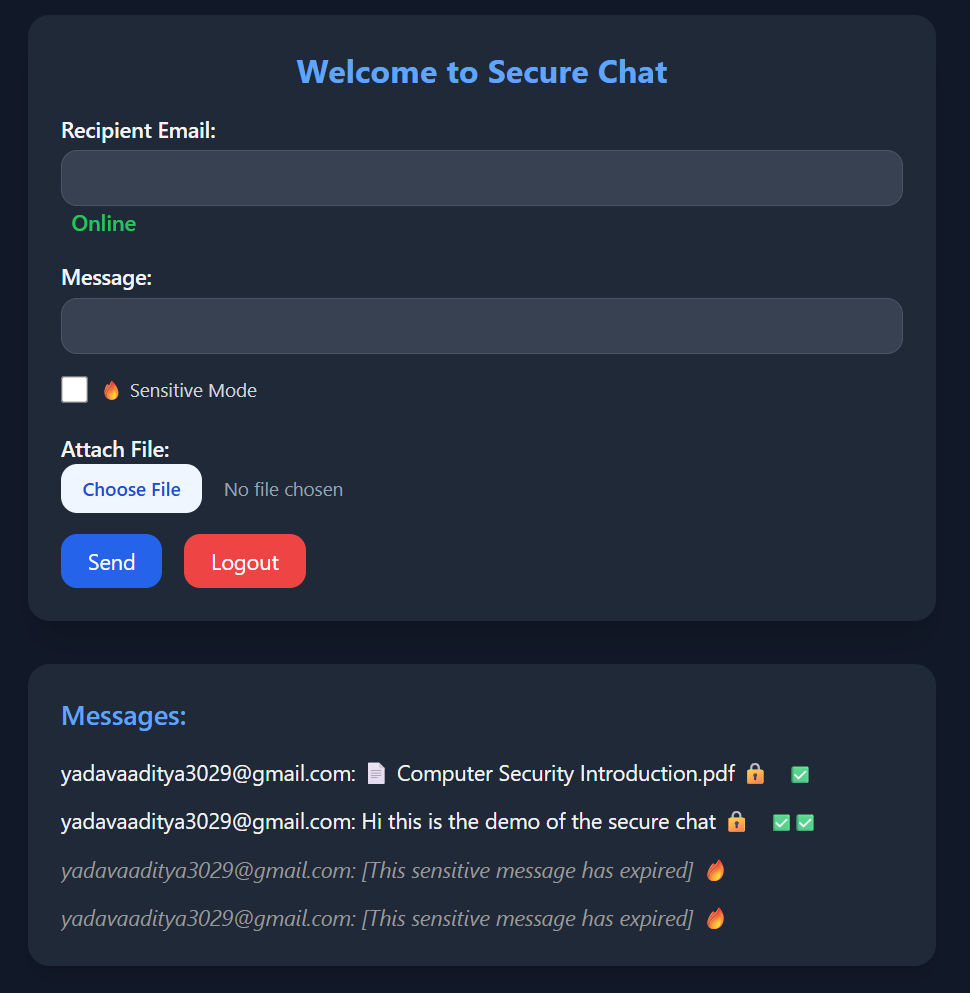 Welcome to Secure Chat
Recipient Email:
Online
Message:
🔥 Sensitive Mode
Attach File:
Choose File No file chosen
Send Logout
Messages:
yadavaaditya3029@gmail.com: 📄 Computer Security Introduction.pdf 🔒 ✅
yadavaaditya3029@gmail.com: Hi this is the demo of the secure chat 🔒 ✅✅
yadavaaditya3029@gmail.com: [This sensitive message has expired] 🔥
yadavaaditya3029@gmail.com: [This sensitive message has expired] 🔥